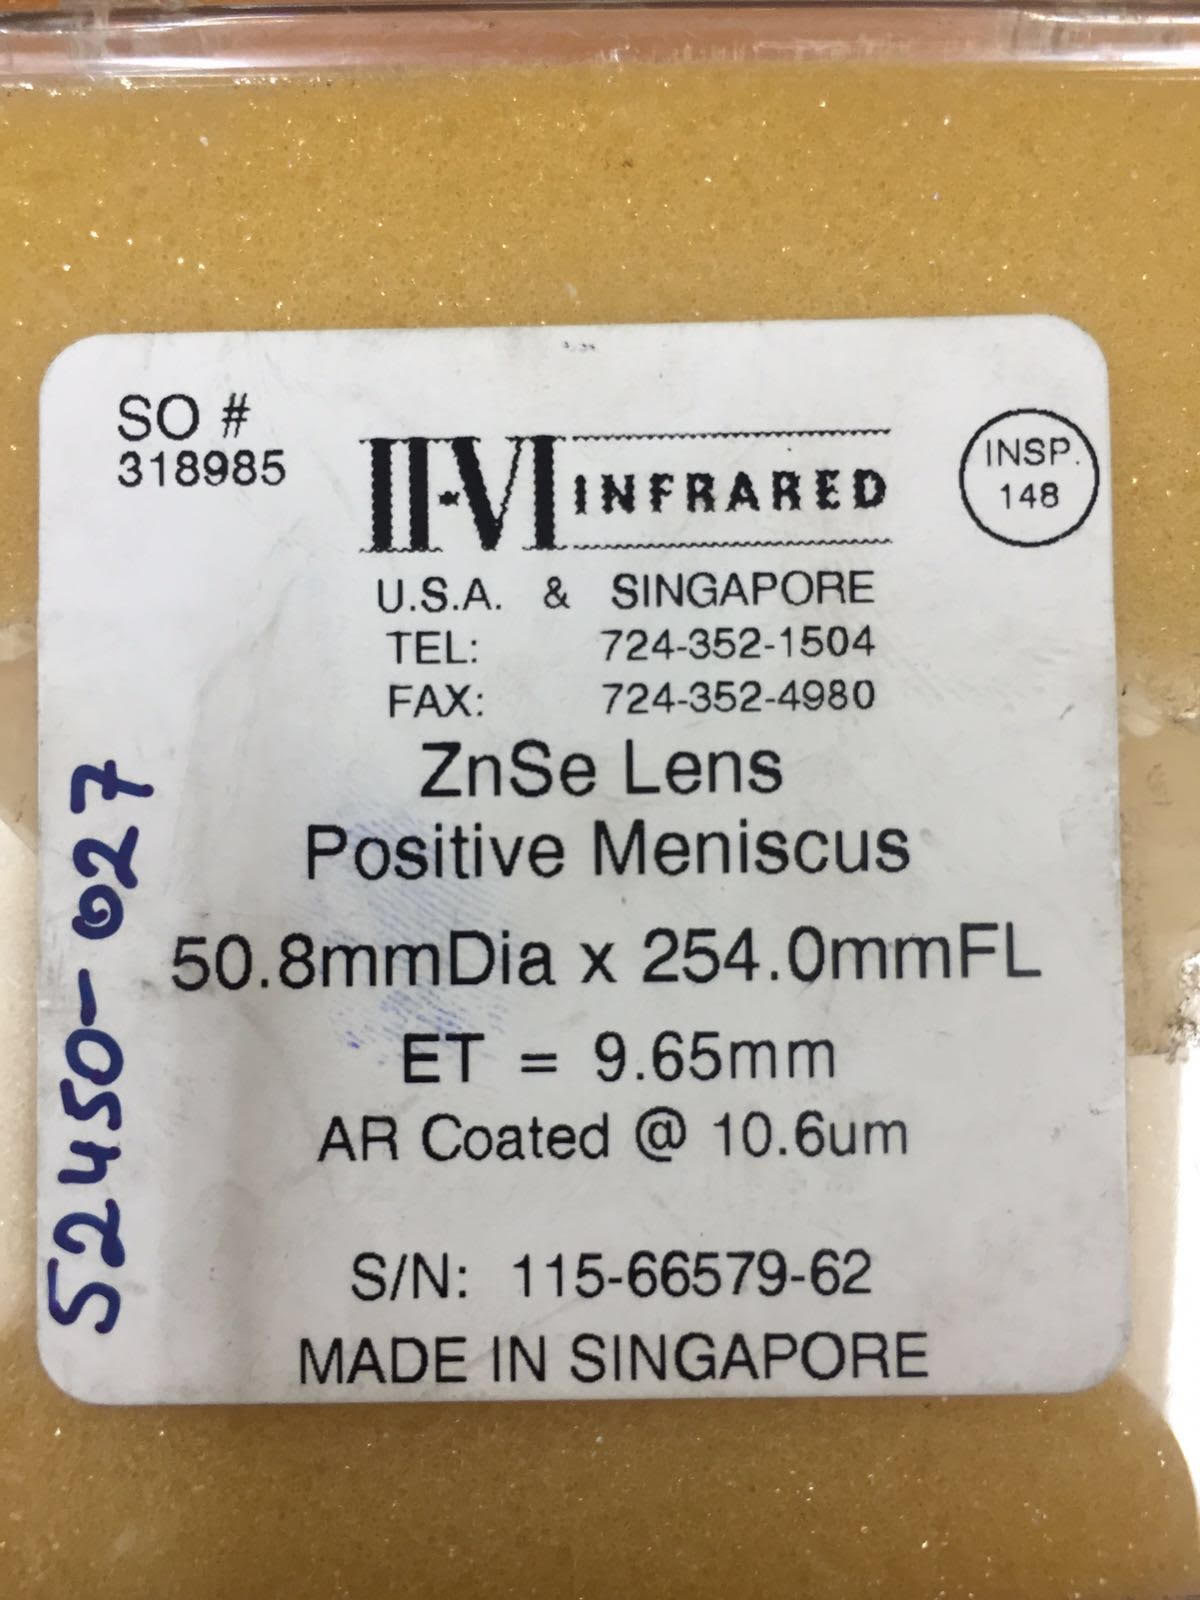 SO #
318985
II-VI INFRARED
INSP.
148
U.S.A. & SINGAPORE
TEL: 724-352-1504
FAX: 724-352-4980
ZnSe Lens
Positive Meniscus
50.8mmDia x 254.0mmFL
ET = 9.65mm
AR Coated @ 10.6um
S/N: 115-66579-62
MADE IN SINGAPORE
52450-027